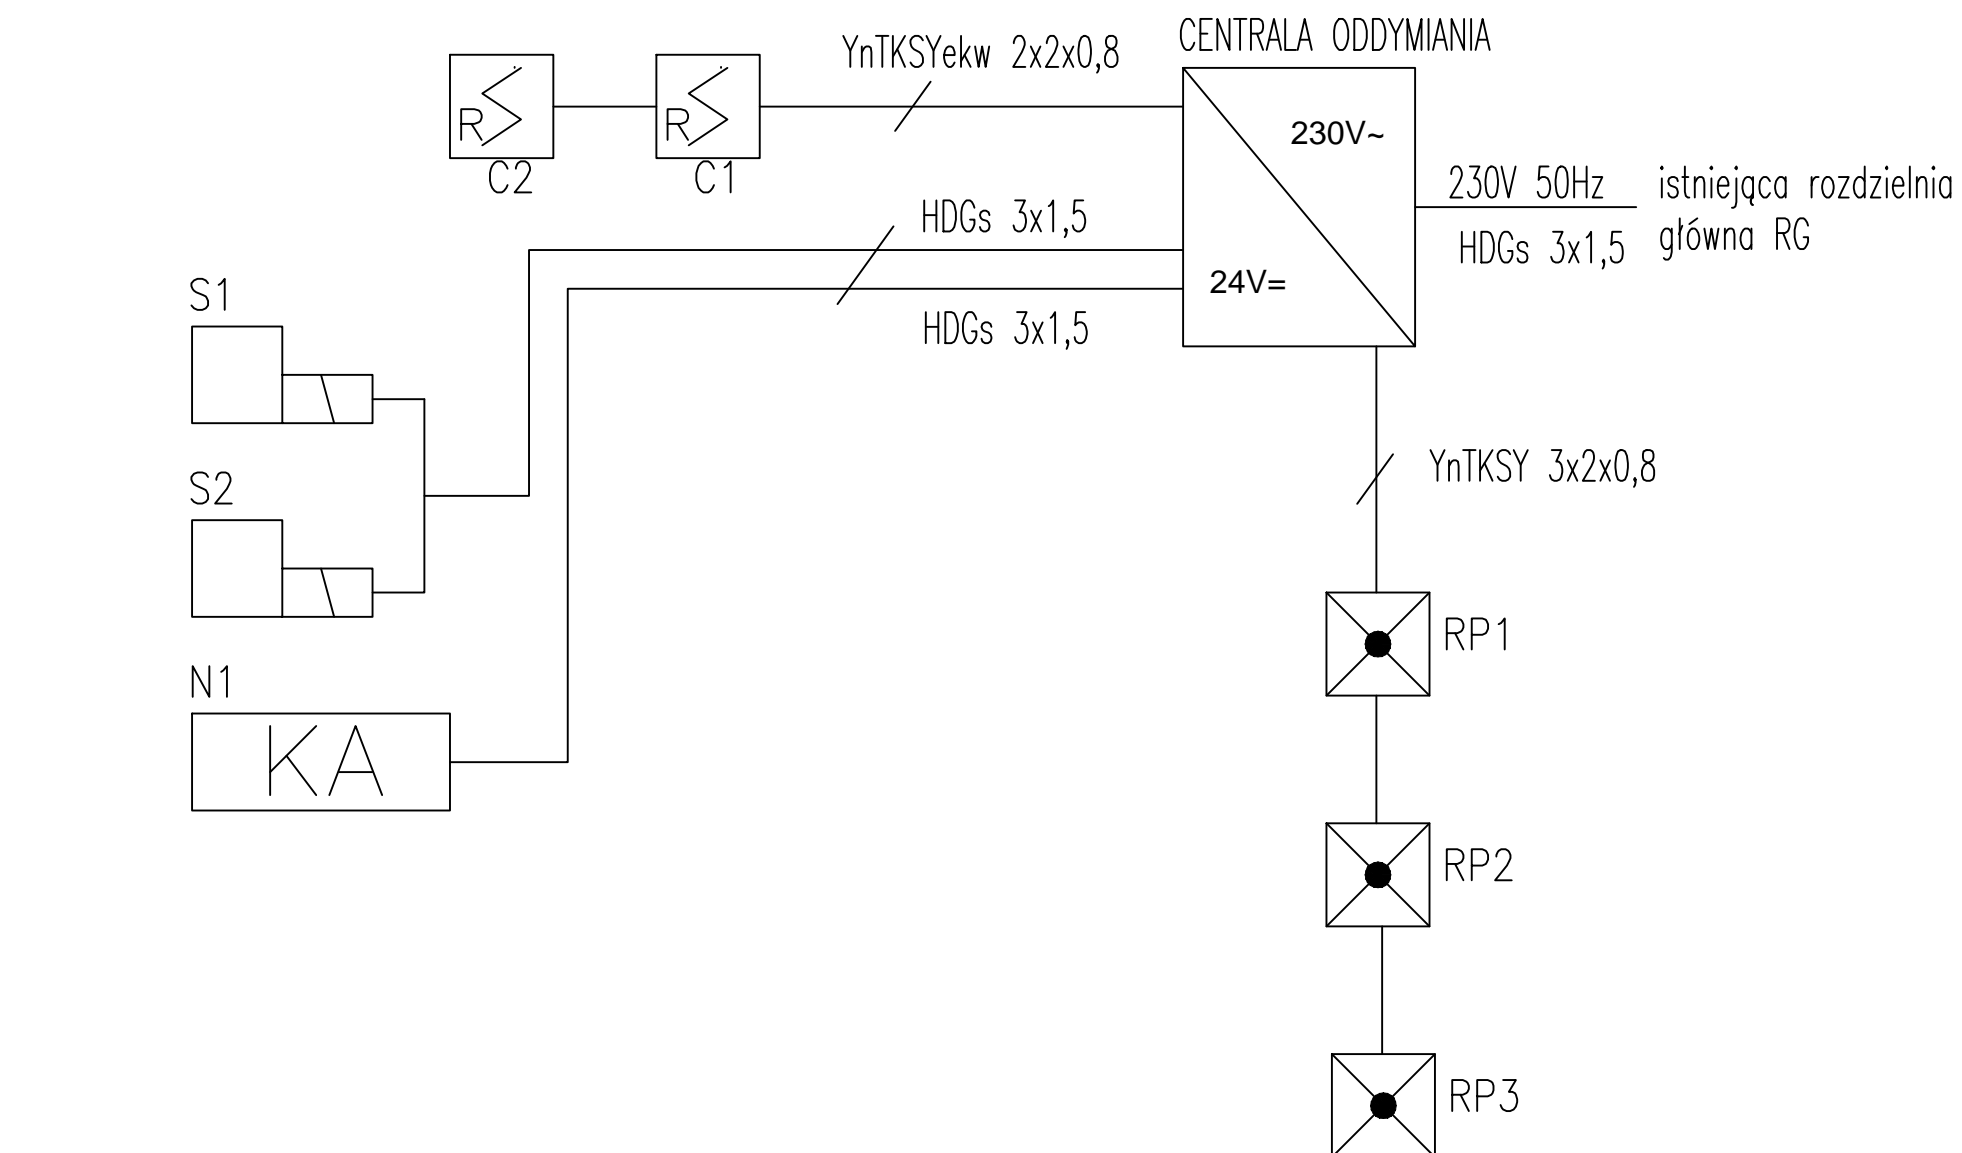 CENTRALA ODDYMIANIA
YnTKSYekw 2x2x0,8
R
R
C2
C1
230V~
24V=
230V 50Hz
HDGs 3x1,5
istniejąca rozdzielnia
główna RG
HDGs 3x1,5
HDGs 3x1,5
S1
S2
N1
KA
YnTKSY 3x2x0,8
RP1
RP2
RP3